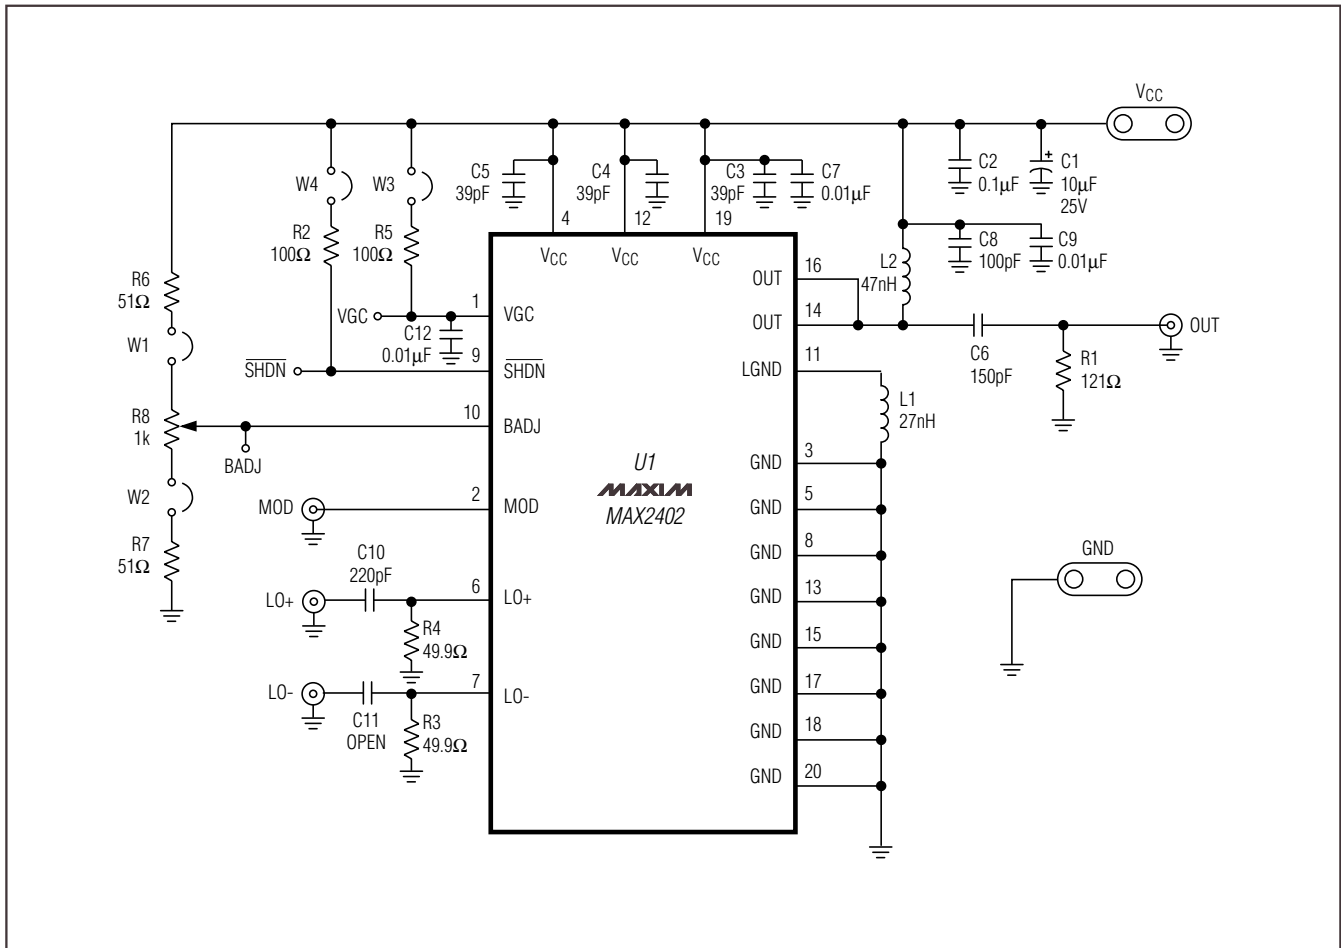 VCC
C5
39pF
C4
39pF
C3
39pF
C7
0.01μF
C2
0.1μF
+
C1
10μF
25V
W4
W3
4
12
19
R2
100Ω
R5
100Ω
VCC
VCC
VCC
C8
100pF
C9
0.01μF
L2
47nH
R6
51Ω
W1
R8
1k
W2
R7
51Ω
VGC
C12
0.01μF
1
VGC
SHDN
9
SHDN
10
BADJ
BADJ
MOD
2
MOD
C10
220pF
LO+
6
LO+
R4
49.9Ω
LO-
7
LO-
C11
OPEN
R3
49.9Ω
U1
MAXIM
MAX2402
OUT
16
OUT
14
LGND
11
GND
3
GND
5
GND
8
GND
13
GND
15
GND
17
GND
18
GND
20
L1
27nH
C6
150pF
R1
121Ω
OUT
GND